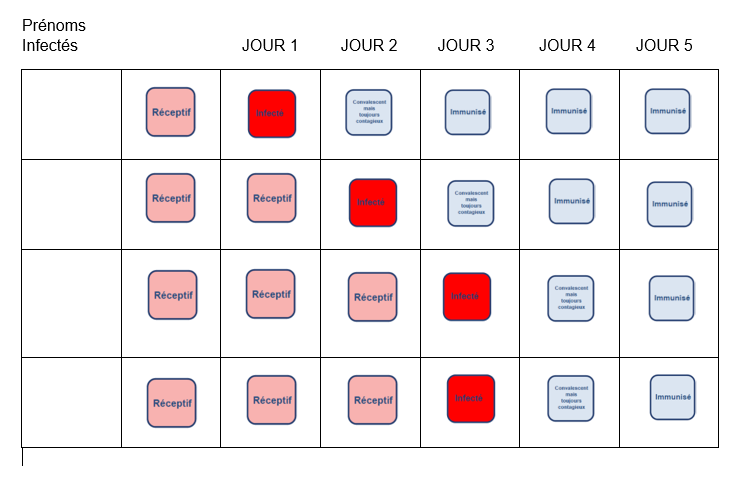 Prénoms
Infectés
JOUR 1 JOUR 2 JOUR 3 JOUR 4 JOUR 5
Réceptif
Infecté
Convalescent
mais
toujours
contagieux
Immunisé
Immunisé
Immunisé
Réceptif
Réceptif
Infecté
Convalescent
mais
toujours
contagieux
Immunisé
Immunisé
Réceptif
Réceptif
Réceptif
Infecté
Convalescent
mais
toujours
contagieux
Immunisé
Réceptif
Réceptif
Réceptif
Infecté
Convalescent
mais
toujours
contagieux
Immunisé